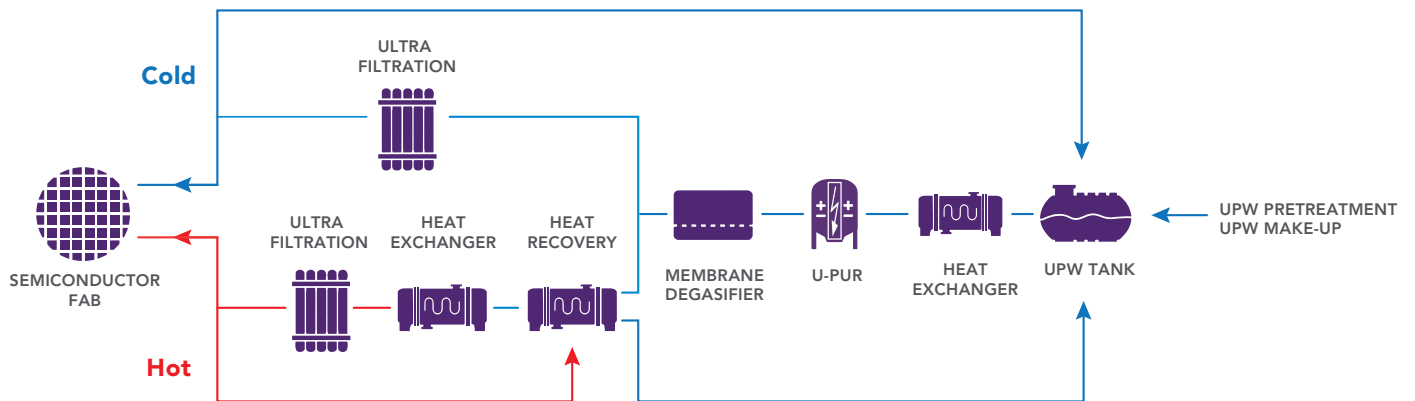 ULTRA
FILTRATION
Cold
SEMICONDUCTOR
FAB
ULTRA
FILTRATION
HEAT
EXCHANGER
HEAT
RECOVERY
MEMBRANE
DEGASIFIER
U-PUR
HEAT
EXCHANGER
UPW TANK
UPW PRETREATMENT
UPW MAKE-UP
Hot